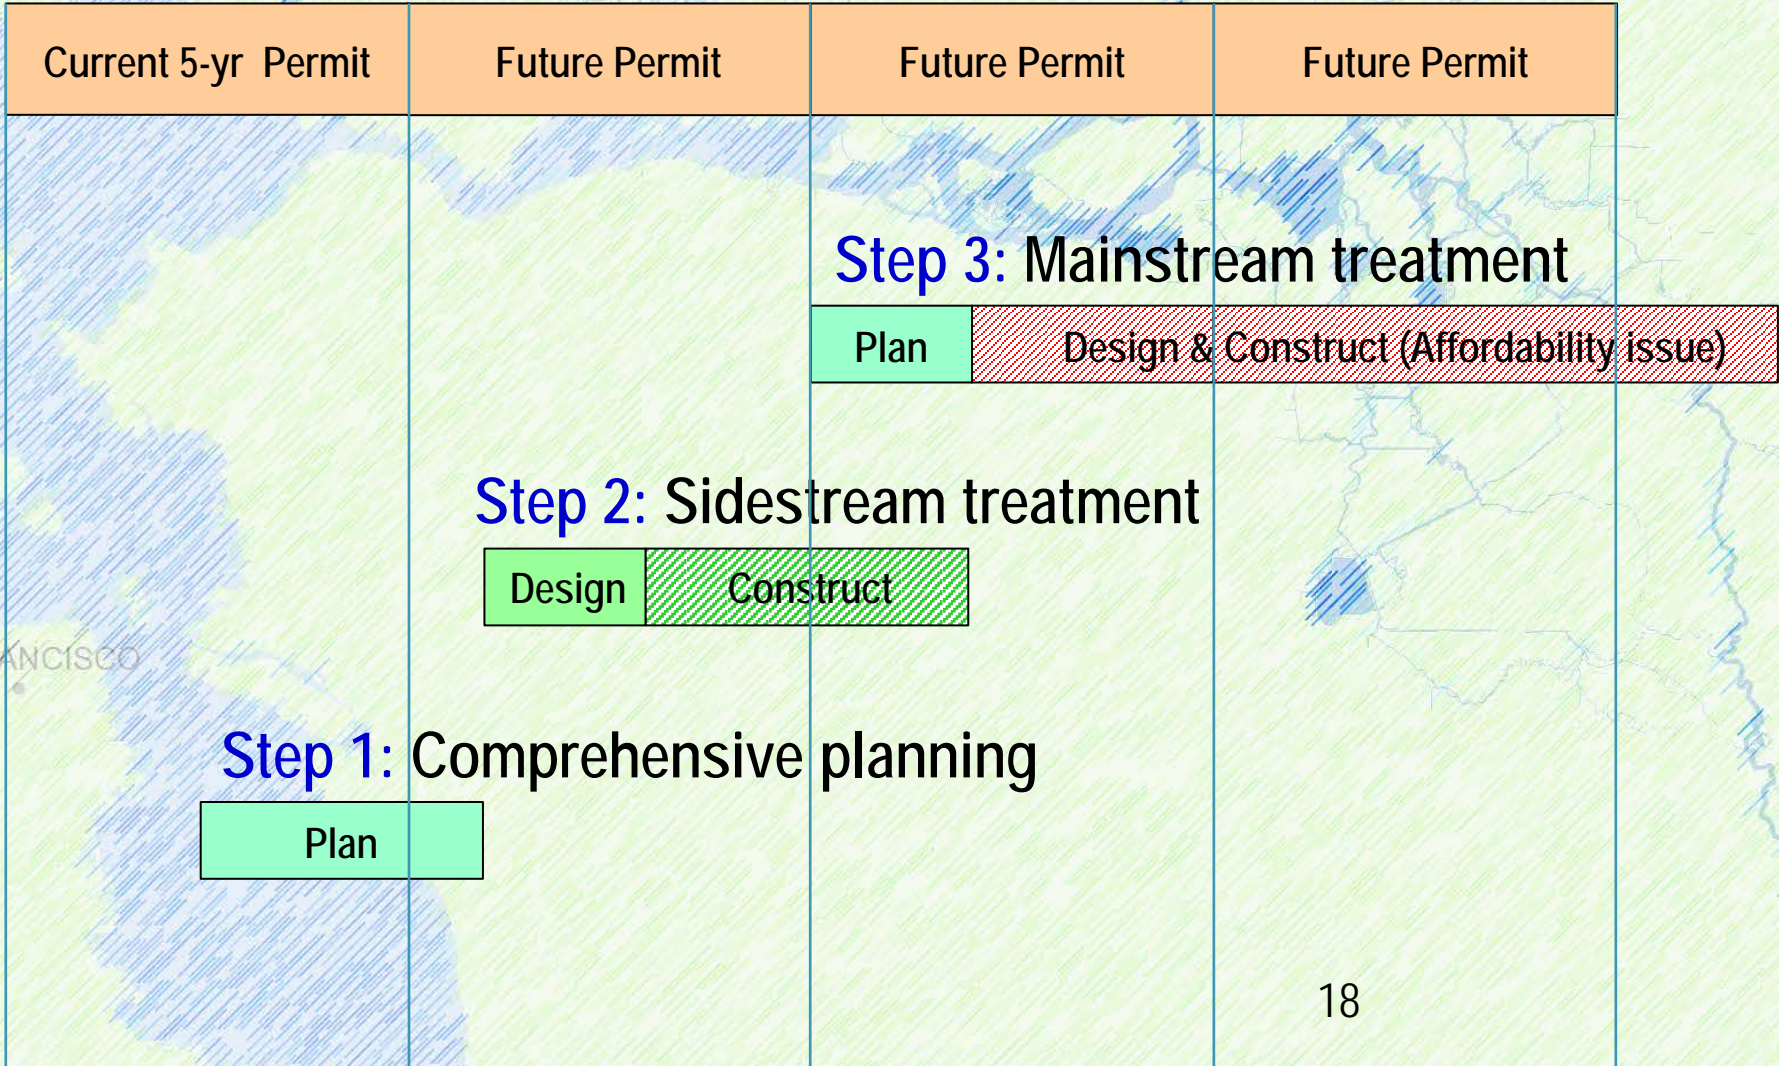 Current 5-yr Permit
Future Permit
Future Permit
Future Permit
Step 3: Mainstream treatment
Plan
Design & Construct (Affordability issue)
Step 2: Sidestream treatment
Design
Construct
ANCISCO
Step 1: Comprehensive planning
Plan
18